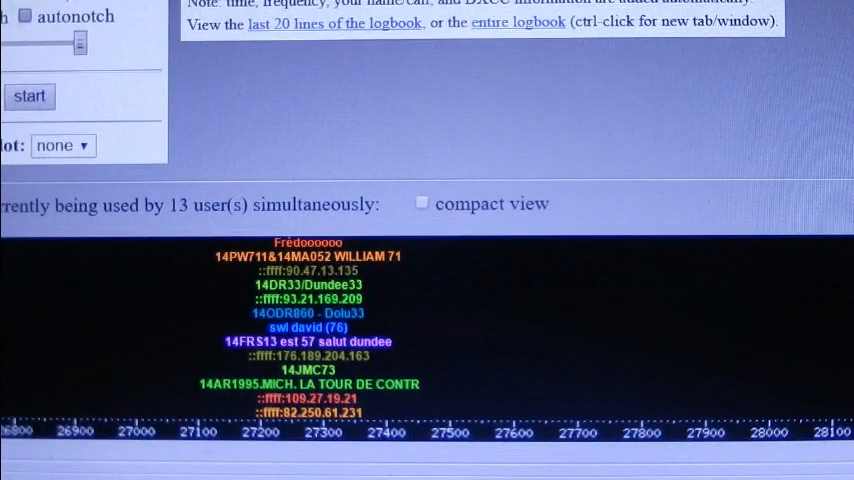 autonotch
Note: time, frequency, your name/call, and DXCC information are added automatically.
View the last 20 lines of the logbook, or the entire logbook (ctrl-click for new tab/window).
start
none ▾
rently being used by 13 user(s) simultaneously:
compact view
Frédoooooo
14PW711&14MA052 WILLIAM 71
::ffff:90.47.13.135
14DR33/Dundee33
::ffff:93.21.169.209
14ODR860 - Dolu33
swl david (76)
14FRS13 est 57 salut dundee
::ffff:176.189.204.163
14JMC73
14AR1995.MICH. LA TOUR DE CONTR
::ffff:109.27.19.21
::ffff:82.250.61.231
26800 26900 27000 27100 27200 27300 27400 27500 27600 27700 27800 27900 28000 28100